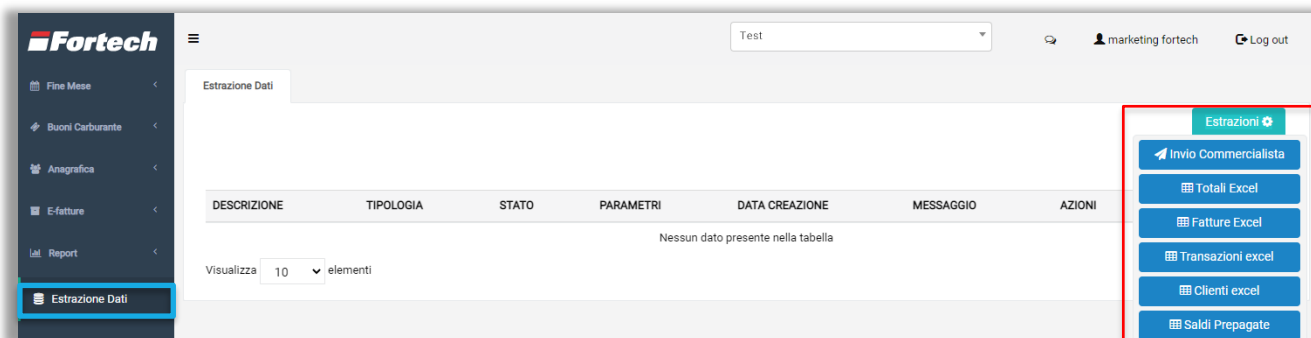 Fortech
Test
marketing fortech
Log out
Fine Mese
Buoni Carburante
Anagrafica
E-fatture
Report
Estrazione Dati
Estrazione Dati
Estrazioni
Invio Commercialista
Totali Excel
Fatture Excel
Transazioni excel
Clienti excel
Saldi Prepagate
DESCRIZIONE TIPOLOGIA STATO PARAMETRI DATA CREAZIONE MESSAGGIO AZIONI
Nessun dato presente nella tabella
Visualizza 10 elementi